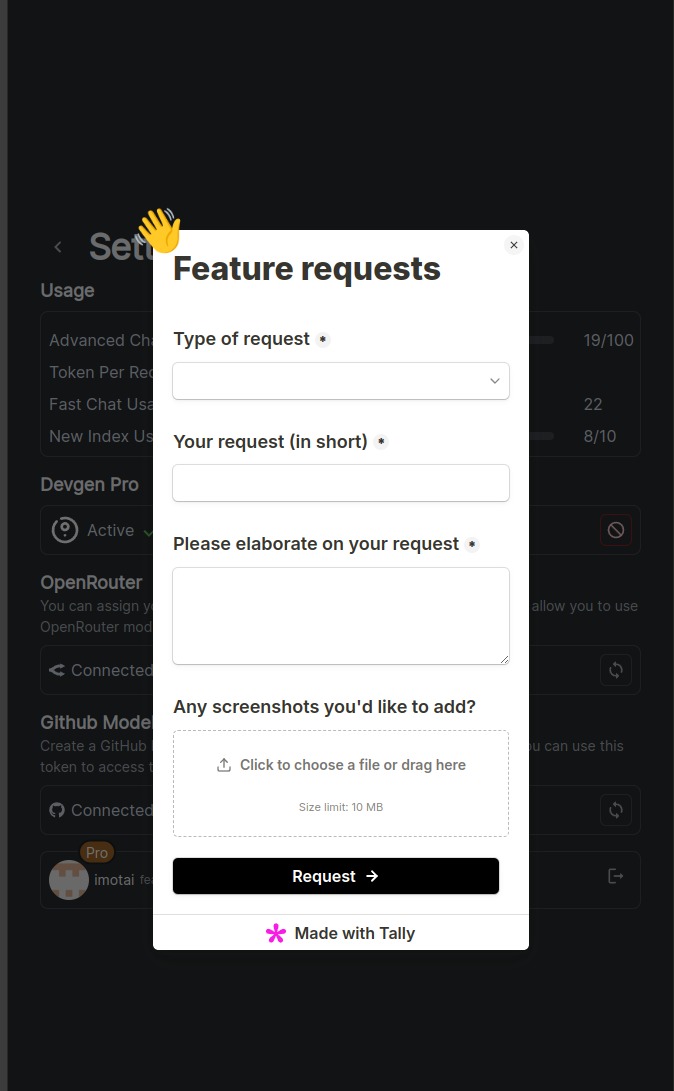 Sett
Feature requests
Usage
Type of request *
Advanced Cha
19/100
Token Per Req
Fast Chat Usa
22
New Index Us
8/10
Your request (in short) *
Devgen Pro
Active
Please elaborate on your request *
OpenRouter
You can assign yo
allow you to use
OpenRouter mod
Connected
Any screenshots you'd like to add?
GIthub Model
Create a GitHub
ou can use this
token to access t
Click to choose a file or drag here
Size limit: 10 MB
Connected
Pro
imotai
Request
Made with Tally